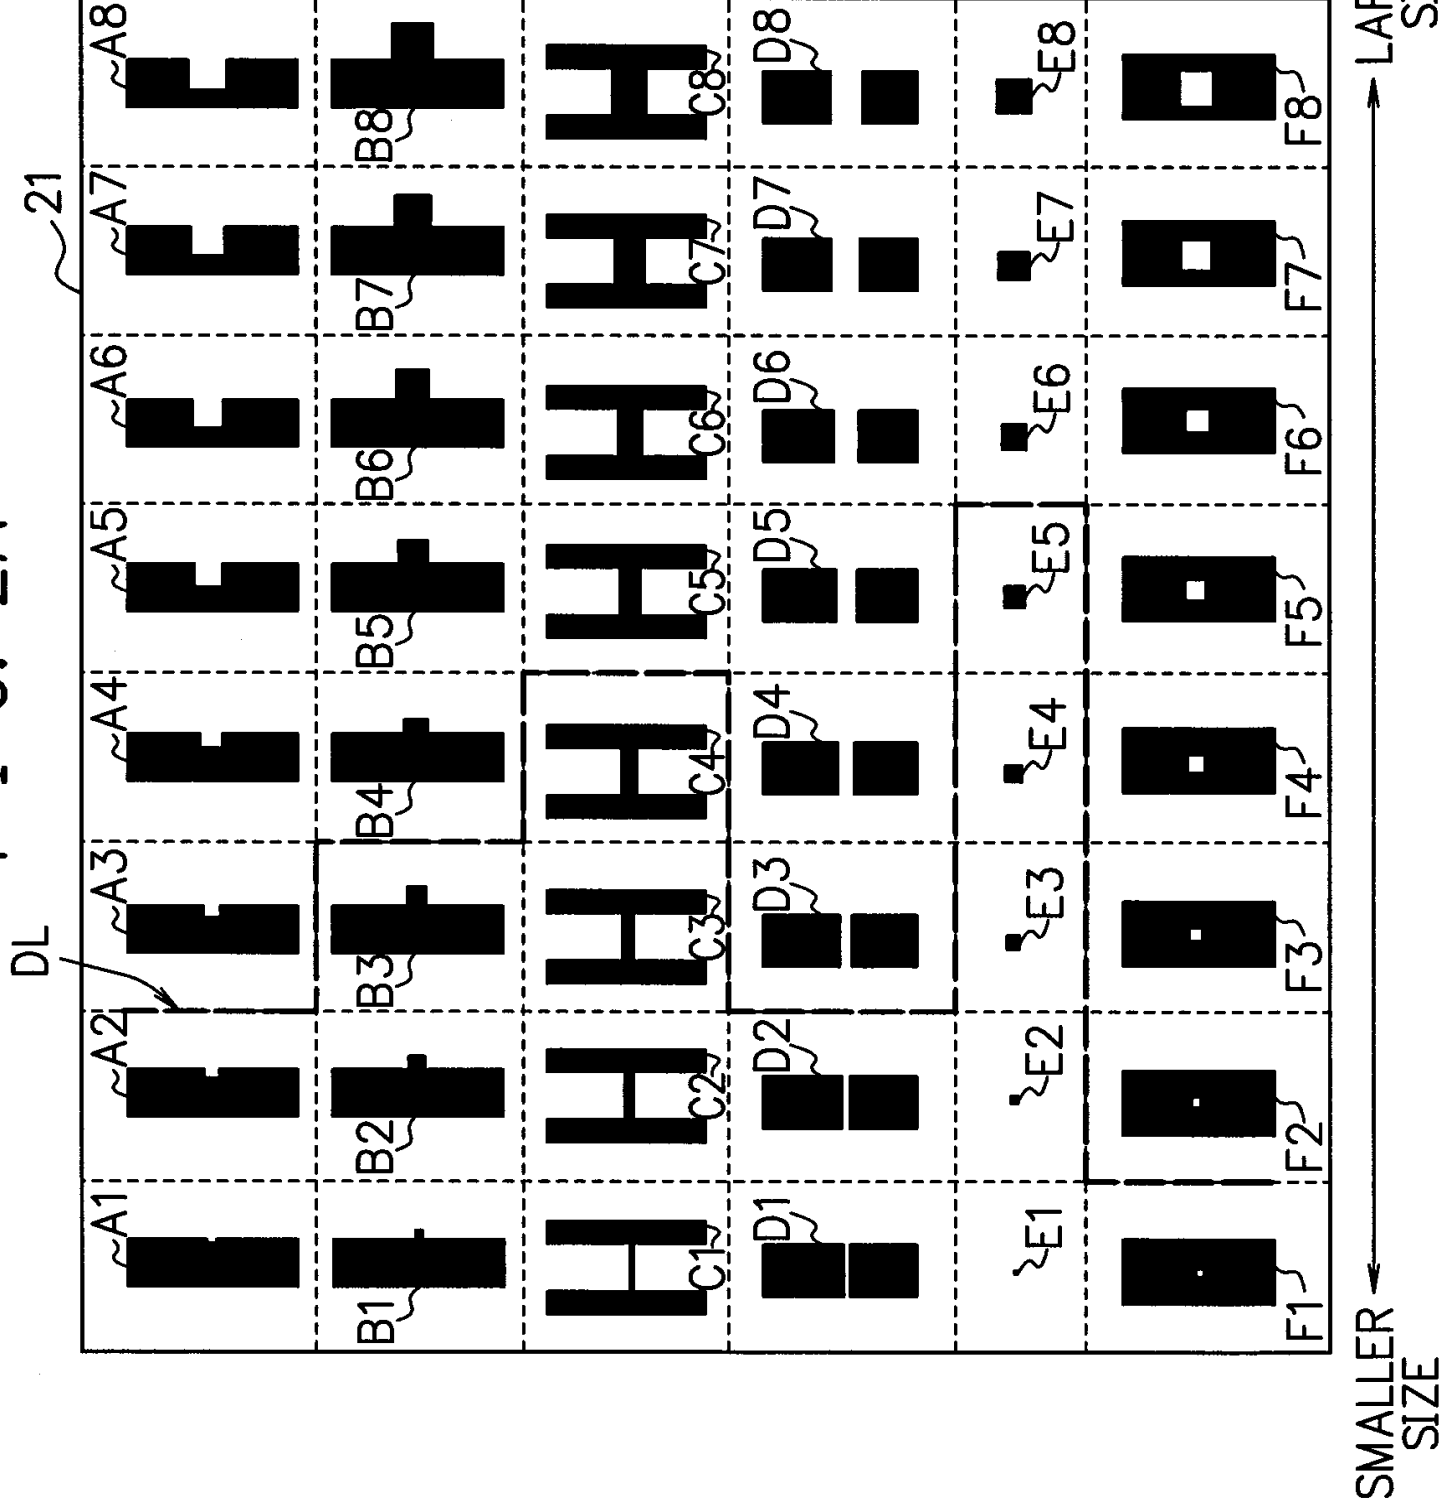 21
DL
A1 A2 A3 A4 A5 A6 A7 A8
B1 B2 B3 B4 B5 B6 B7 B8
C1 C2 C3 C4 C5 C6 C7 C8
D1 D2 D3 D4 D5 D6 D7 D8
E1 E2 E3 E4 E5 E6 E7 E8
F1 F2 F3 F4 F5 F6 F7 F8
SMALLER
SIZE